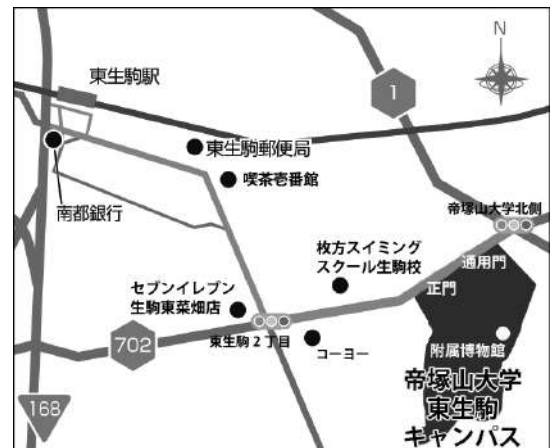 N
東生駒駅
1
東生駒郵便局
喫茶壱番館
南都銀行
帝塚山大学北側
枚方スイミング
スクール生駒校
通用門
正門
セブンイレブン
生駒東菜畑店
東生駒2丁目
コーヨー
附属博物館
702
帝塚山大学
東生駒
キャンパス
168